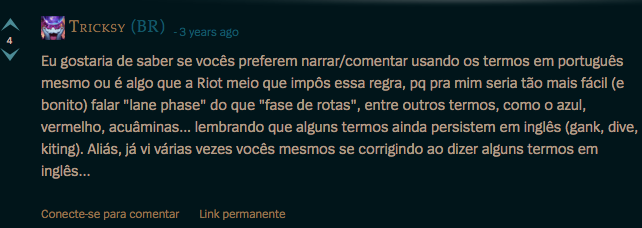 Tricksy (BR) - 3 years ago
4
Eu gostaria de saber se vocês preferem narrar/comentar usando os termos em português
mesmo ou é algo que a Riot meio que impôs essa regra, pq pra mim seria tão mais fácil (e
bonito) falar "lane phase" do que "fase de rotas", entre outros termos, como o azul,
vermelho, acuâminas... lembrando que alguns termos ainda persistem em inglês (gank, dive,
kiting). Aliás, já vi várias vezes vocês mesmos se corrigindo ao dizer alguns termos em
inglês...
Conecte-se para comentar Link permanente